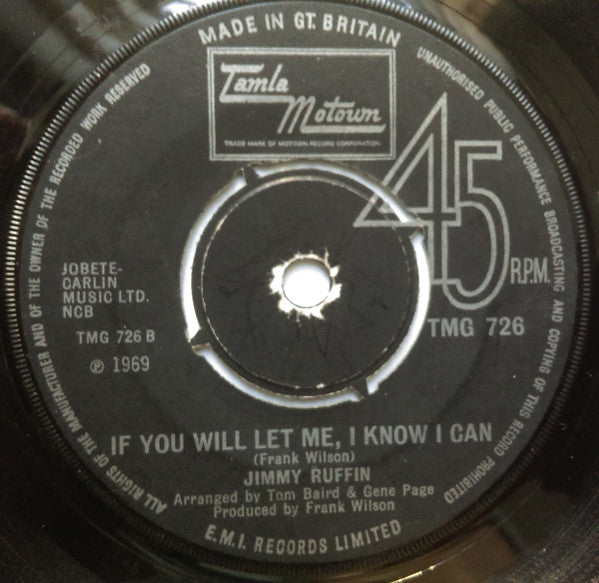 MADE IN GT. BRITAIN
UNAUTHORISED PUBLIC PERFORMANCE BROADCASTING AND COPYING OF THIS RECORD PROHIBITED
ALL RIGHTS OF THE MANUFACTURER AND OF THE OWNER OF THE RECORDED WORK RESERVED
Tamla
Motown
TRADE MARK OF MOTOWN RECORD CORPORATION
45
R.P.M.
TMG 726
JOBETE-
CARLIN
MUSIC LTD.
NCB
TMG 726 B
℗ 1969
IF YOU WILL LET ME, I KNOW I CAN
(Frank Wilson)
JIMMY RUFFIN
Arranged by Tom Baird & Gene Page
Produced by Frank Wilson
E.M.I. RECORDS LIMITED